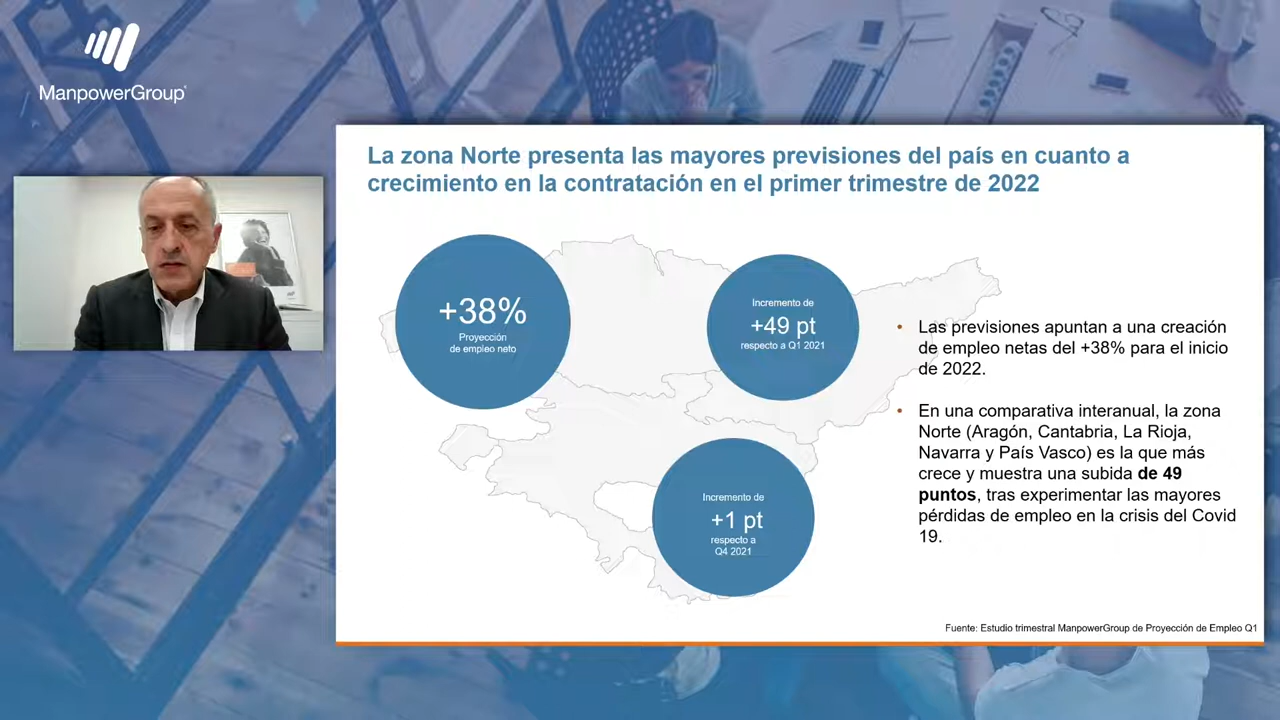 ManpowerGroup
La zona Norte presenta las mayores previsiones del país en cuanto a
crecimiento en la contratación en el primer trimestre de 2022
+38%
Proyección
de empleo neto
Incremento de
+49 pt
respecto a Q1 2021
Incremento de
+1 pt
respecto a
Q4 2021
• Las previsiones apuntan a una creación
de empleo netas del +38% para el inicio
de 2022.
• En una comparativa interanual, la zona
Norte (Aragón, Cantabria, La Rioja,
Navarra y País Vasco) es la que más
crece y muestra una subida de 49
puntos, tras experimentar las mayores
pérdidas de empleo en la crisis del Covid
19.
Fuente: Estudio trimestral ManpowerGroup de Proyección de Empleo Q1